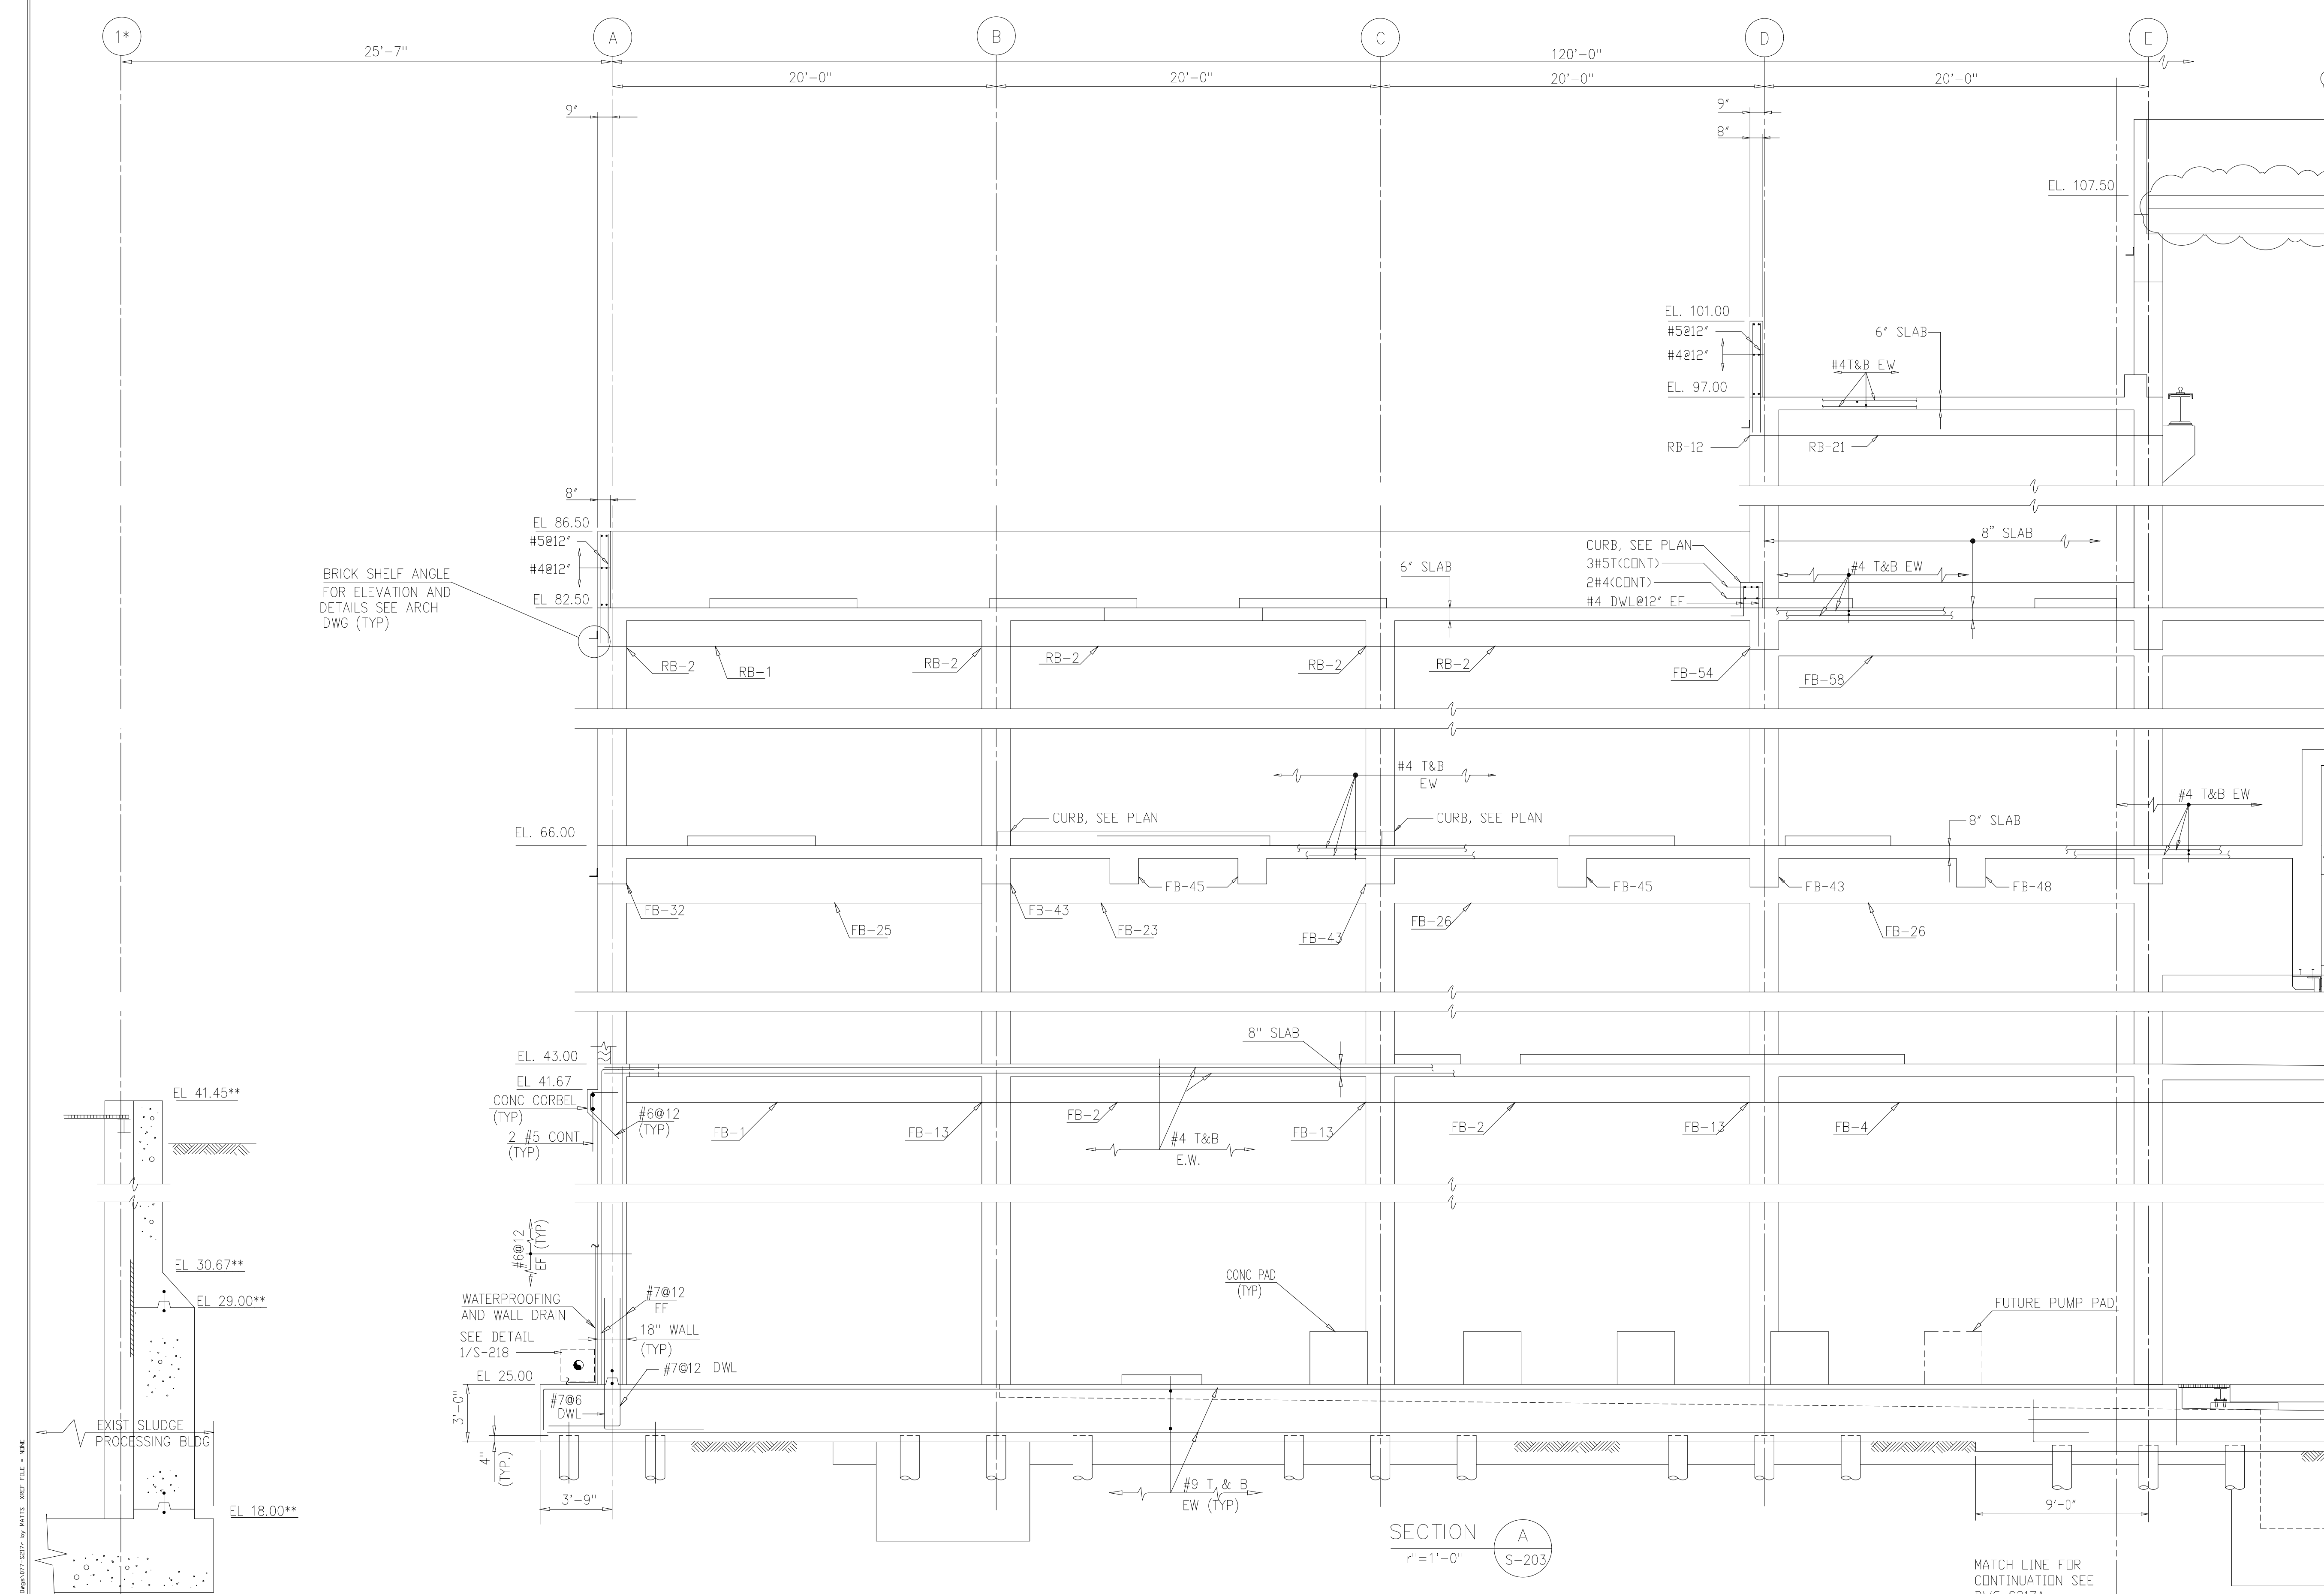 1*
A
B
C
D
E
25'-7"
120'-0"
20'-0"
20'-0"
20'-0"
20'-0"
9"
9"
8"
EL. 107.50
EL. 101.00
#5@12"
#4@12"
6" SLAB
#4T&B EW
EL. 97.00
RB-12
RB-21
8"
EL 86.50
#5@12"
#4@12"
EL 82.50
BRICK SHELF ANGLE
FOR ELEVATION AND
DETAILS SEE ARCH
DWG (TYP)
6" SLAB
CURB, SEE PLAN
3#5T(CONT)
2#4(CONT)
#4 DWL@12" EF
8" SLAB
#4 T&B EW
RB-2
RB-1
RB-2
RB-2
RB-2
RB-2
FB-54
FB-58
#4 T&B
EW
#4 T&B EW
EL. 66.00
CURB, SEE PLAN
CURB, SEE PLAN
8" SLAB
FB-45
FB-45
FB-43
FB-48
FB-32
FB-25
FB-43
FB-23
FB-43
FB-26
FB-26
8" SLAB
EL. 43.00
EL 41.67
CONC CORBEL
(TYP)
2 #5 CONT
(TYP)
#6@12
(TYP)
FB-1
FB-13
FB-2
FB-13
FB-2
FB-13
FB-4
#4 T&B
E.W.
EL 41.45**
EL 30.67**
EL 29.00**
EL 18.00**
EXIST SLUDGE
PROCESSING BLDG
#6@12
EF (TYP)
WATERPROOFING
AND WALL DRAIN
SEE DETAIL
1/S-218
#7@12
EF
18" WALL
(TYP)
#7@12 DWL
EL 25.00
#7@6
DWL
3'-0"
4"
(TYP.)
3'-9"
CONC PAD
(TYP)
FUTURE PUMP PAD
#9 T & B
EW (TYP)
9'-0"
SECTION
r"=1'-0"
A
S-203
MATCH LINE FOR
CONTINUATION SEE
Dwgs\077-S217r by MATTS XREF FILE = NONE